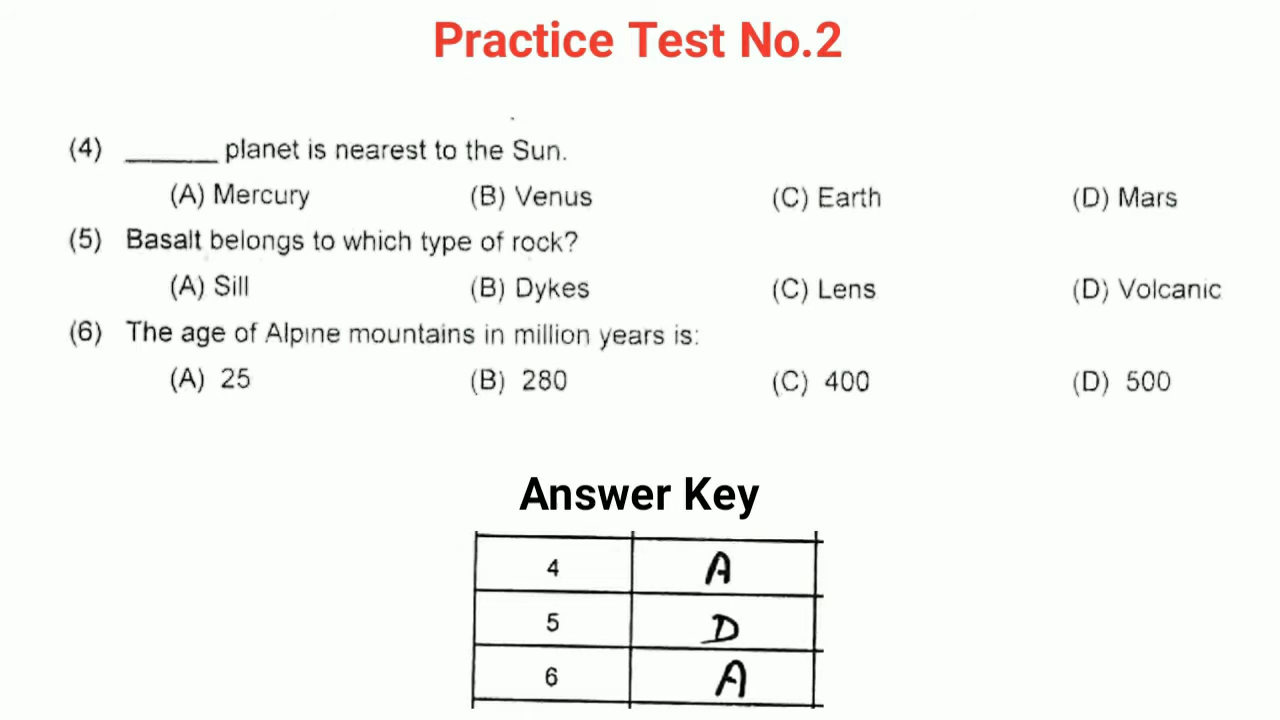 Practice Test No.2
(4) ______ planet is nearest to the Sun.
(A) Mercury (B) Venus (C) Earth (D) Mars
(5) Basalt belongs to which type of rock?
(A) Sill (B) Dykes (C) Lens (D) Volcanic
(6) The age of Alpine mountains in million years is:
(A) 25 (B) 280 (C) 400 (D) 500
Answer Key
4 A
5 D
6 A